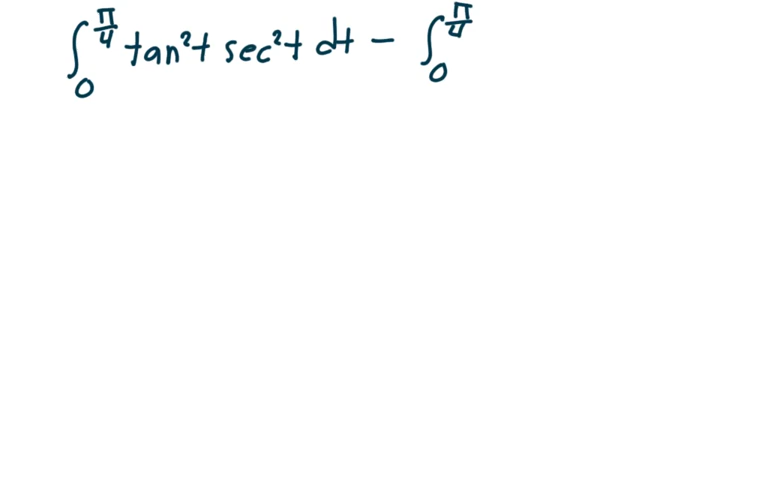 ∫₀^(π/4) tan²t sec²t dt − ∫₀^(π/4)